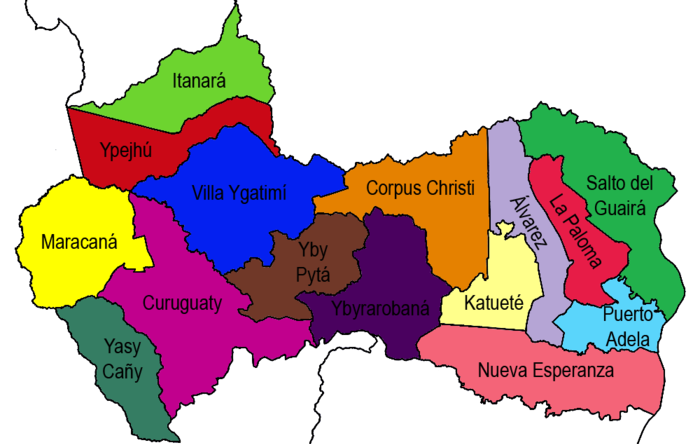 Itanará
Ypejhú
Villa Ygatimí
Corpus Christi
Salto del
Guairá
Álvarez
La Paloma
Maracaná
Yby
Pytá
Curuguaty
Ybyrarobaná
Katueté
Puerto
Adela
Yasy
Cañy
Nueva Esperanza